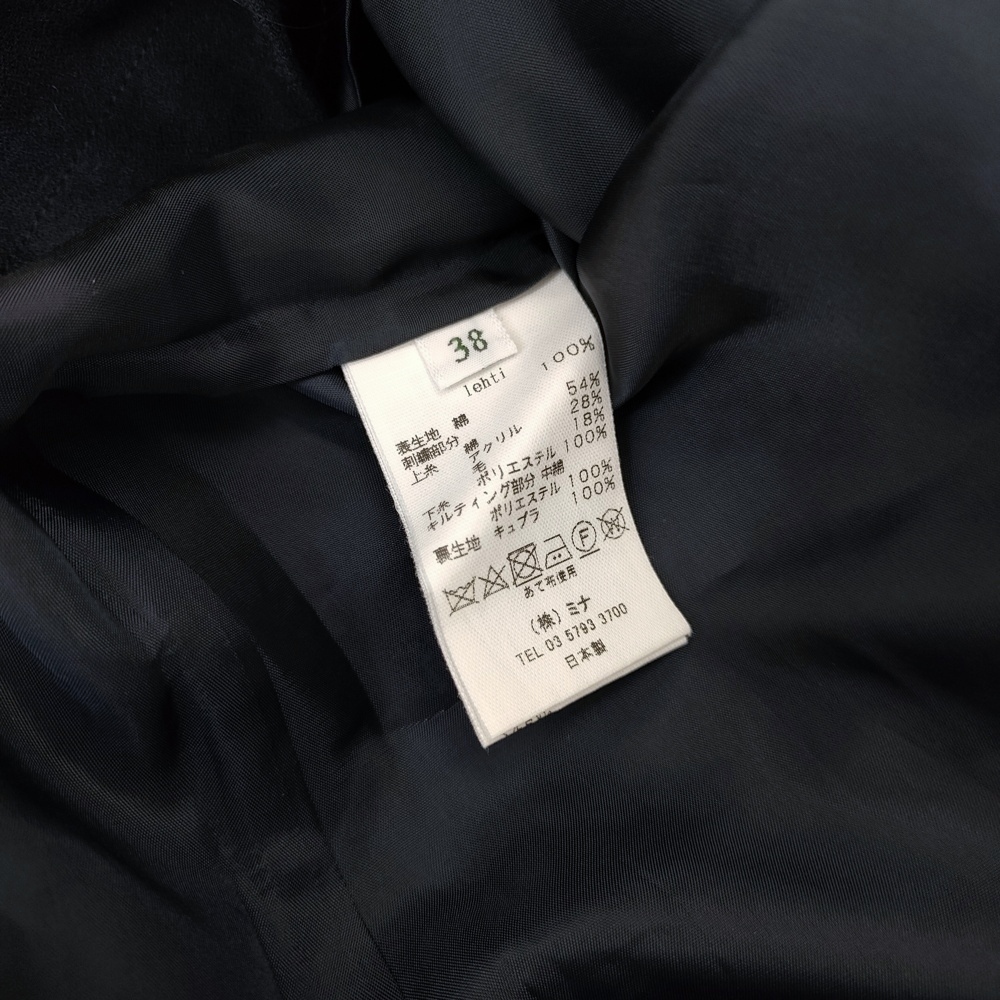 38
lehti
表生地 綿 100%
刺繍部分
上糸 綿 54%
アクリル 28%
毛 18%
下糸 ポリエステル 100%
キルティング部分 中綿
ポリエステル 100%
裏生地 キュプラ 100%
F W
あて布使用
(株)ミナ
TEL 03 5793 3700
日本製